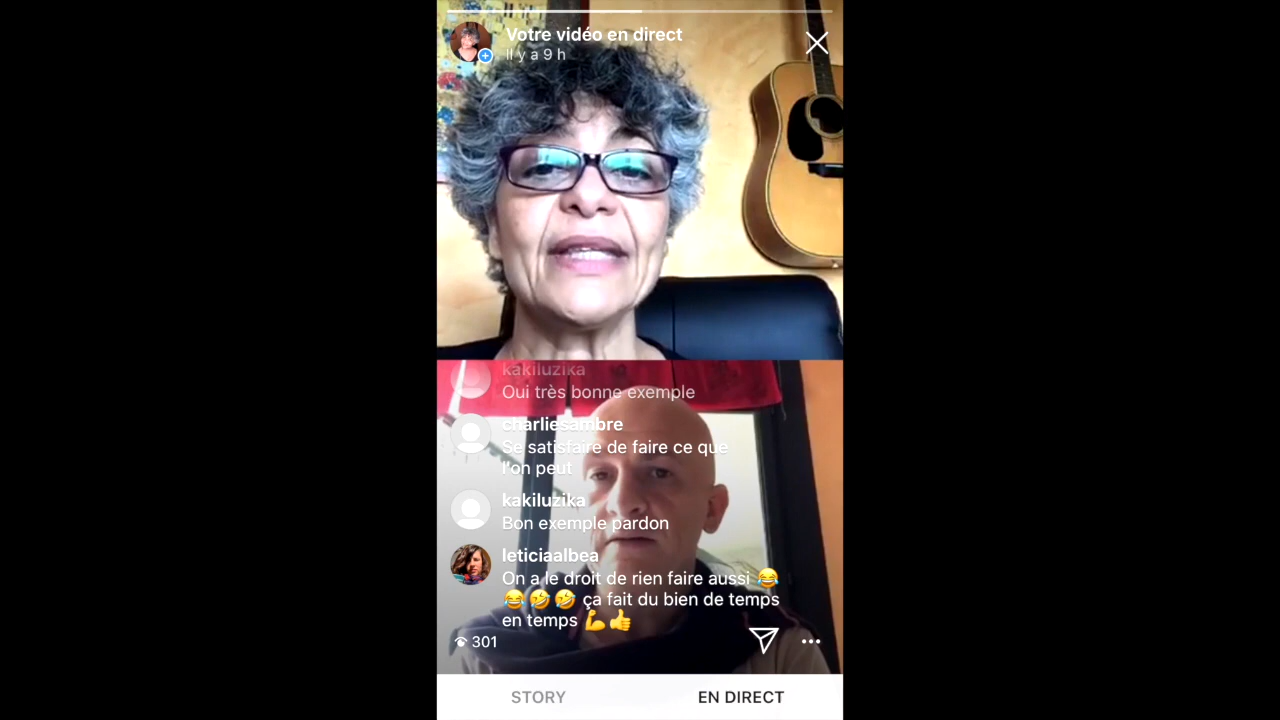 Votre vidéo en direct
Il y a 9 h
kakiluzika
Oui très bonne exemple
charliesambre
Se satisfaire de faire ce que
l'on peut
kakiluzika
Bon exemple pardon
leticiaalbea
On a le droit de rien faire aussi 😂
😂🤣🤣 ça fait du bien de temps
en temps 💪👍
301
STORY
EN DIRECT